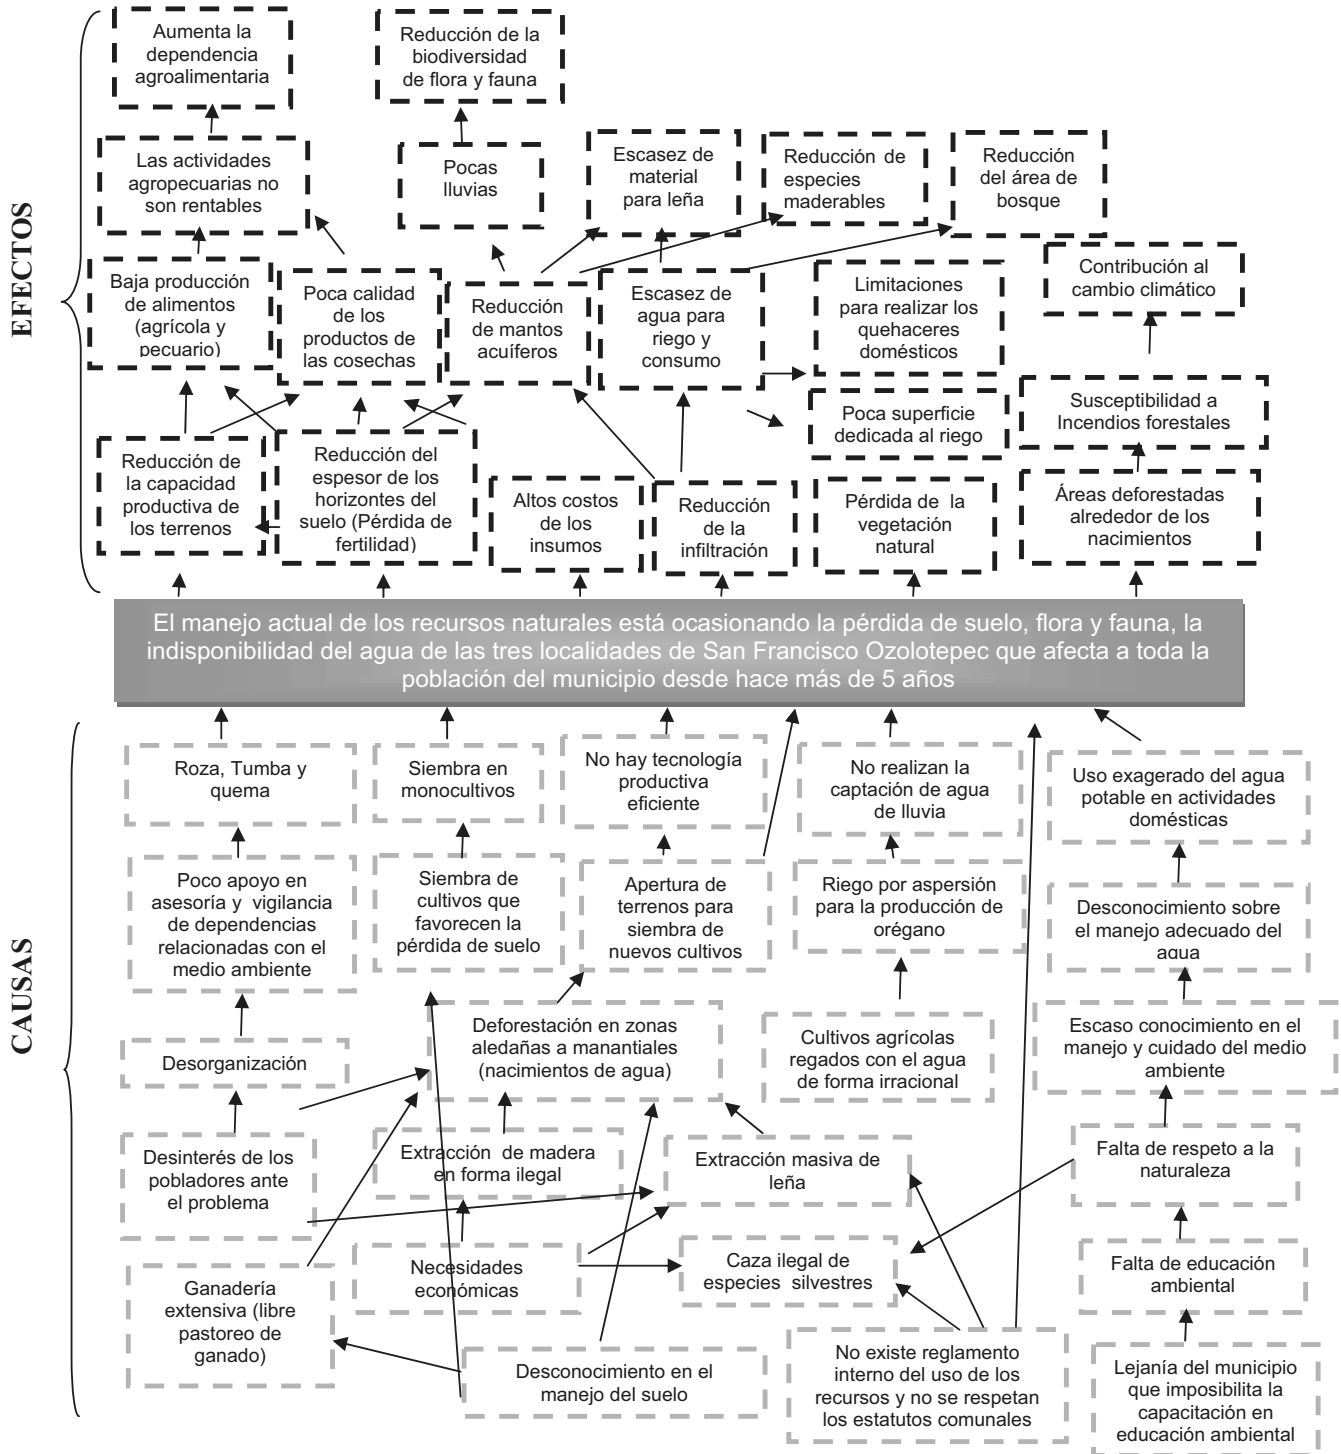 EFECTOS
Aumenta la
dependencia
agroalimentaria
Reducción de la
biodiversidad
de flora y fauna
Las actividades
agropecuarias no
son rentables
Pocas
lluvias
Escasez de
material
para leña
Reducción de
especies
maderables
Reducción
del área de
bosque
Baja producción
de alimentos
(agrícola y
pecuario)
Poca calidad
de los
productos de
las cosechas
Reducción
de mantos
acuíferos
Escasez de
agua para
riego y
consumo
Limitaciones
para realizar los
quehaceres
domésticos
Contribución al
cambio climático
Poca superficie
dedicada al riego
Susceptibilidad a
Incendios forestales
Reducción de
la capacidad
productiva de
los terrenos
Reducción del
espesor de los
horizontes del
suelo (Pérdida de
fertilidad)
Altos costos
de los
insumos
Reducción
de la
infiltración
Pérdida de la
vegetación
natural
Áreas deforestadas
alrededor de los
nacimientos
El manejo actual de los recursos naturales está ocasionando la pérdida de suelo, flora y fauna, la
indisponibilidad del agua de las tres localidades de San Francisco Ozolotepec que afecta a toda la
población del municipio desde hace más de 5 años
CAUSAS
Roza, Tumba y
quema
Siembra en
monocultivos
No hay tecnología
productiva
eficiente
No realizan la
captación de agua
de lluvia
Uso exagerado del agua
potable en actividades
domésticas
Poco apoyo en
asesoría y vigilancia
de dependencias
relacionadas con el
medio ambiente
Siembra de
cultivos que
favorecen la
pérdida de suelo
Apertura de
terrenos para
siembra de
nuevos cultivos
Riego por aspersión
para la producción de
orégano
Desconocimiento sobre
el manejo adecuado del
agua
Desorganización
Deforestación en zonas
aledañas a manantiales
(nacimientos de agua)
Cultivos agrícolas
regados con el agua
de forma irracional
Escaso conocimiento en el
manejo y cuidado del medio
ambiente
Desinterés de los
pobladores ante
el problema
Extracción de madera
en forma ilegal
Extracción masiva de
leña
Falta de respeto a la
naturaleza
Ganadería
extensiva (libre
pastoreo de
ganado)
Necesidades
económicas
Caza ilegal de
especies silvestres
Falta de educación
ambiental
Desconocimiento en el
manejo del suelo
No existe reglamento
interno del uso de los
recursos y no se respetan
los estatutos comunales
Lejanía del municipio
que imposibilita la
capacitación en
educación ambiental